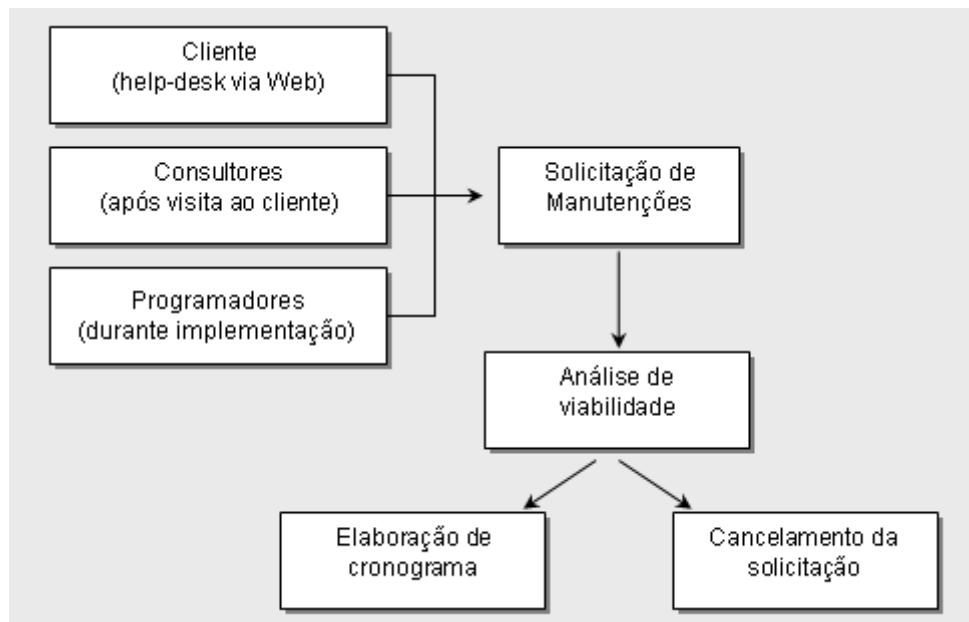 Cliente
(help-desk via Web)
Consultores
(após visita ao cliente)
Programadores
(durante implementação)
Solicitação de
Manutenções
Análise de
viabilidade
Elaboração de
cronograma
Cancelamento da
solicitação